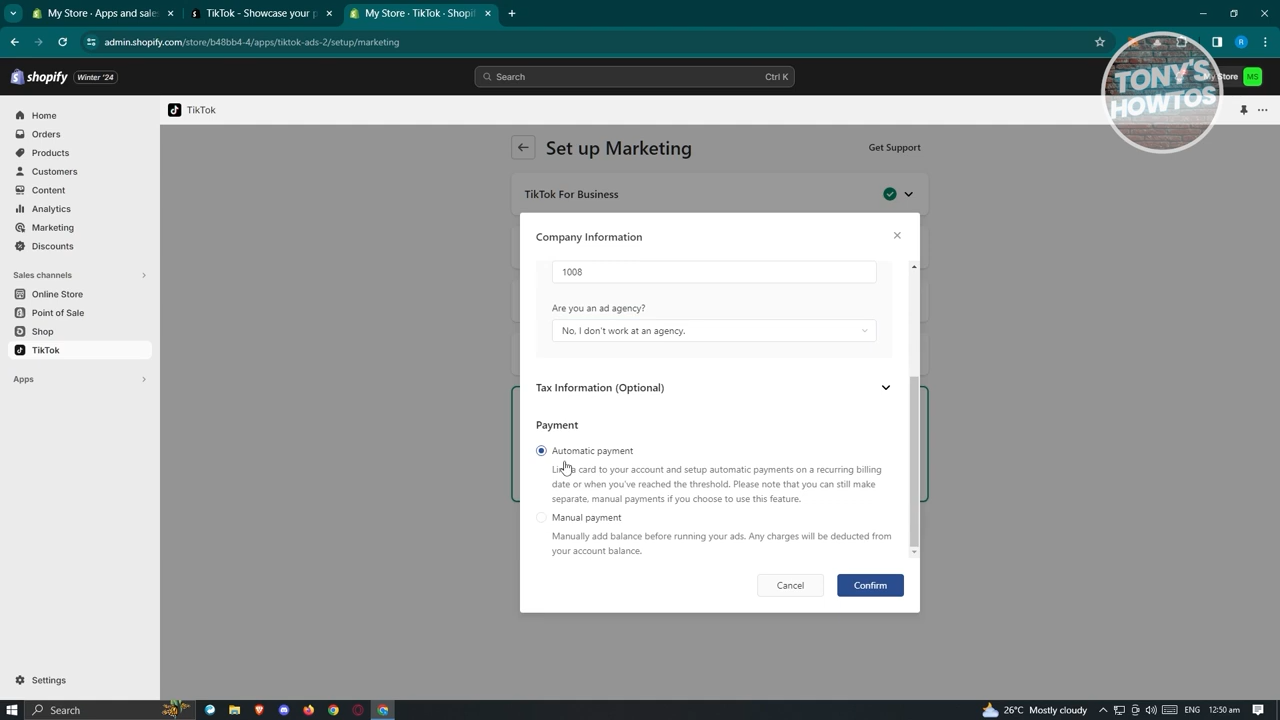 My Store · Apps and sales
TikTok - Showcase your p
My Store · TikTok · Shopif
admin.shopify.com/store/b48bb4-4/apps/tiktok-ads-2/setup/marketing
shopify
Winter '24
Search
Ctrl K
My Store
MS
TONY'S
HOWTOS
Home
Orders
Products
Customers
Content
Analytics
Marketing
Discounts
Sales channels
Online Store
Point of Sale
Shop
TikTok
Apps
Settings
TikTok
Set up Marketing
Get Support
TikTok For Business
Company Information
1008
Are you an ad agency?
No, I don't work at an agency.
Tax Information (Optional)
Payment
Automatic payment
a card to your account and setup automatic payments on a recurring billing
date or when you've reached the threshold. Please note that you can still make
separate, manual payments if you choose to use this feature.
Manual payment
Manually add balance before running your ads. Any charges will be deducted from
your account balance.
Cancel
Confirm
Search
26°C Mostly cloudy
ENG
12:50 am